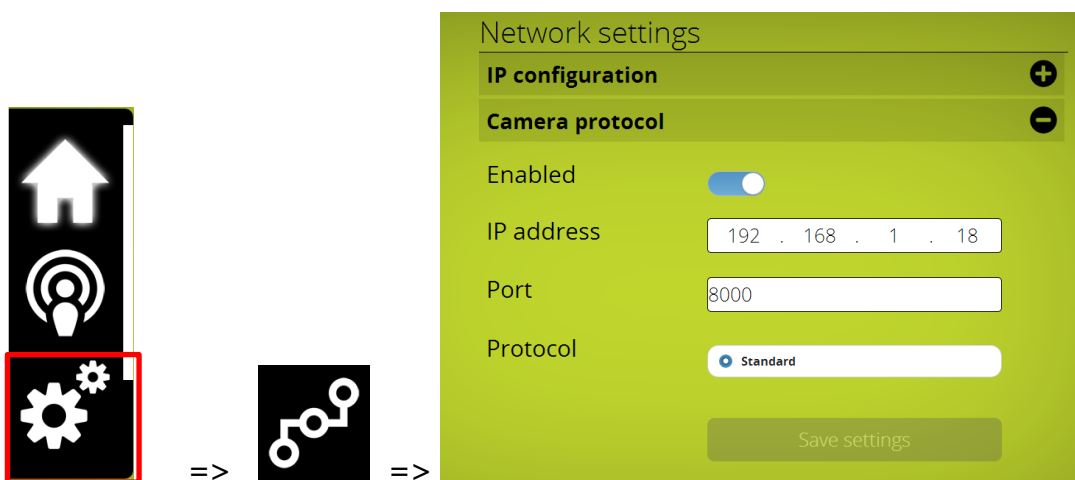 Network settings
IP configuration
Camera protocol
Enabled
IP address 192 . 168 . 1 . 18
Port 8000
Protocol Standard
Save settings
=> =>